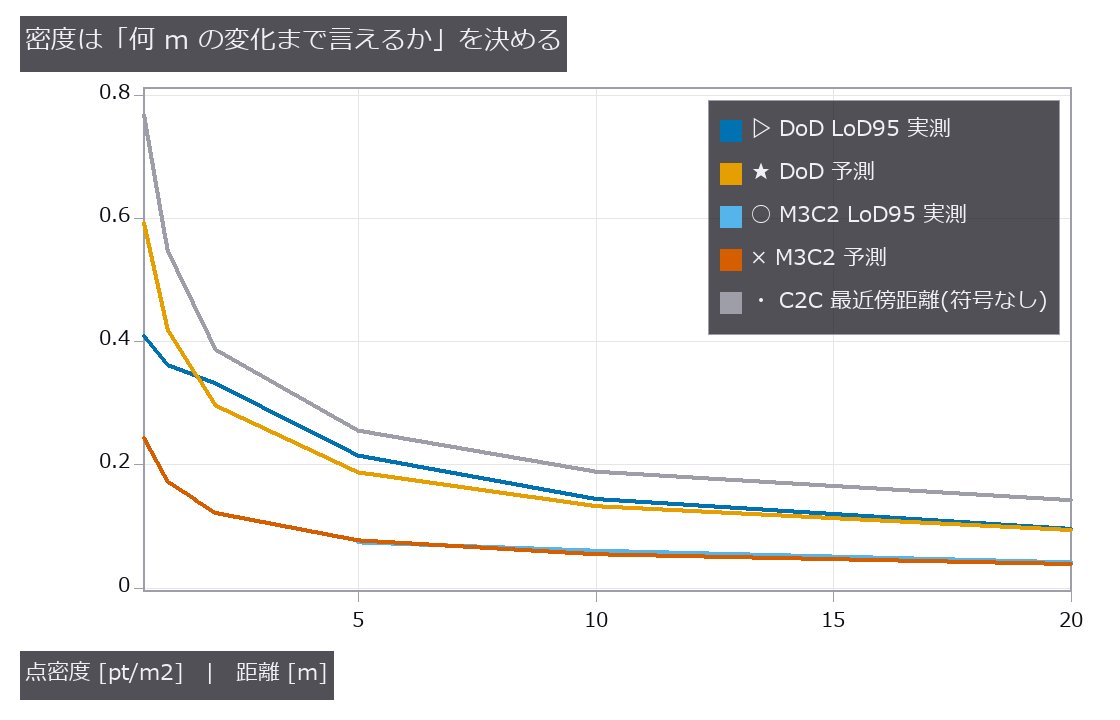 密度は「何 m の変化まで言えるか」を決める
0.8
0.6
0.4
0.2
0
5
10
15
20
▷ DoD LoD95 実測
★ DoD 予測
○ M3C2 LoD95 実測
× M3C2 予測
・ C2C 最近傍距離(符号なし)
点密度 [pt/m2] | 距離 [m]